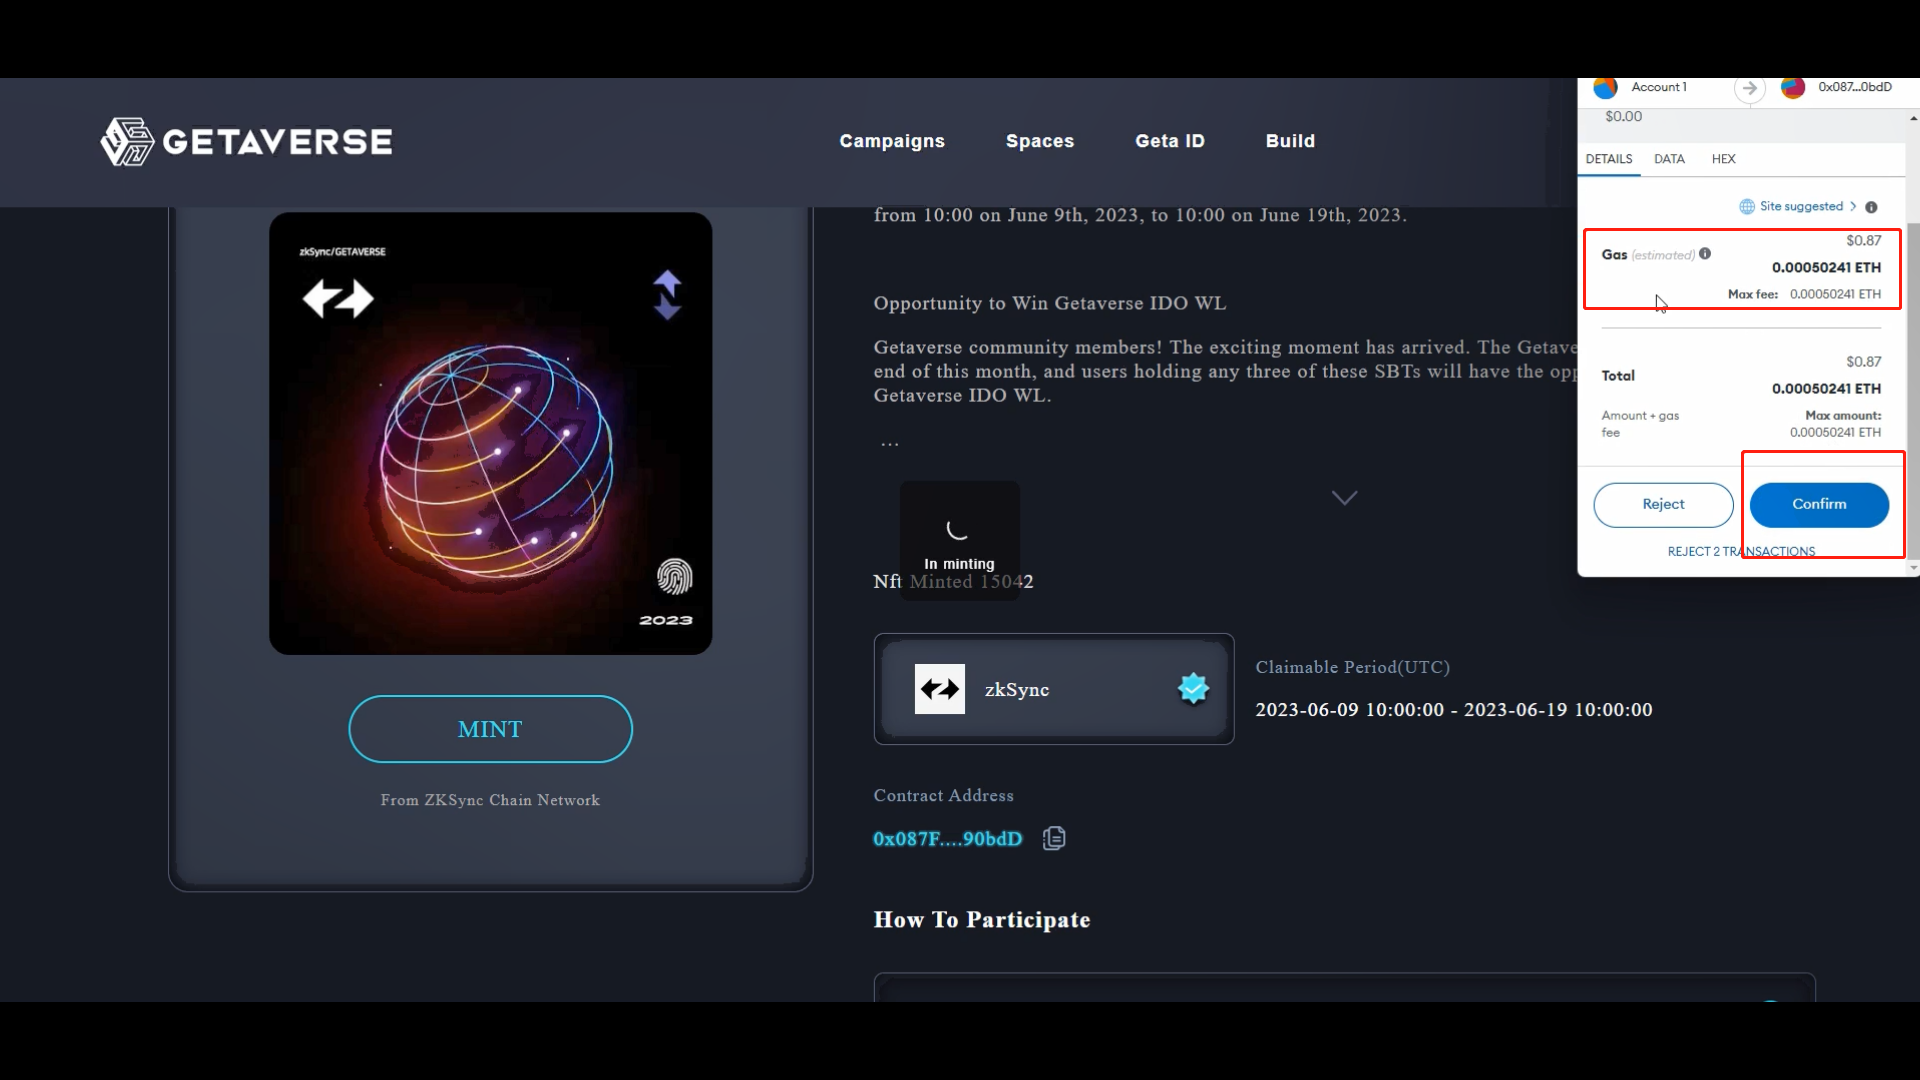 GETAVERSE
Campaigns
Spaces
Geta ID
Build
zkSync/GETAVERSE
2023
MINT
From ZKSync Chain Network
from 10:00 on June 9th, 2023, to 10:00 on June 19th, 2023.
Opportunity to Win Getaverse IDO WL
Getaverse community members! The exciting moment has arrived. The Getave
end of this month, and users holding any three of these SBTs will have the opp
Getaverse IDO WL.
...
In minting
Nft Minted 15042
zkSync
Claimable Period(UTC)
2023-06-09 10:00:00 - 2023-06-19 10:00:00
Contract Address
0x087F....90bdD
How To Participate
Account 1
0x087...0bdD
$0.00
DETAILS
DATA
HEX
Site suggested >
$0.87
Gas (estimated)
0.00050241 ETH
Max fee: 0.00050241 ETH
$0.87
Total
0.00050241 ETH
Amount + gas
fee
Max amount:
0.00050241 ETH
Reject
Confirm
REJECT 2 TRANSACTIONS